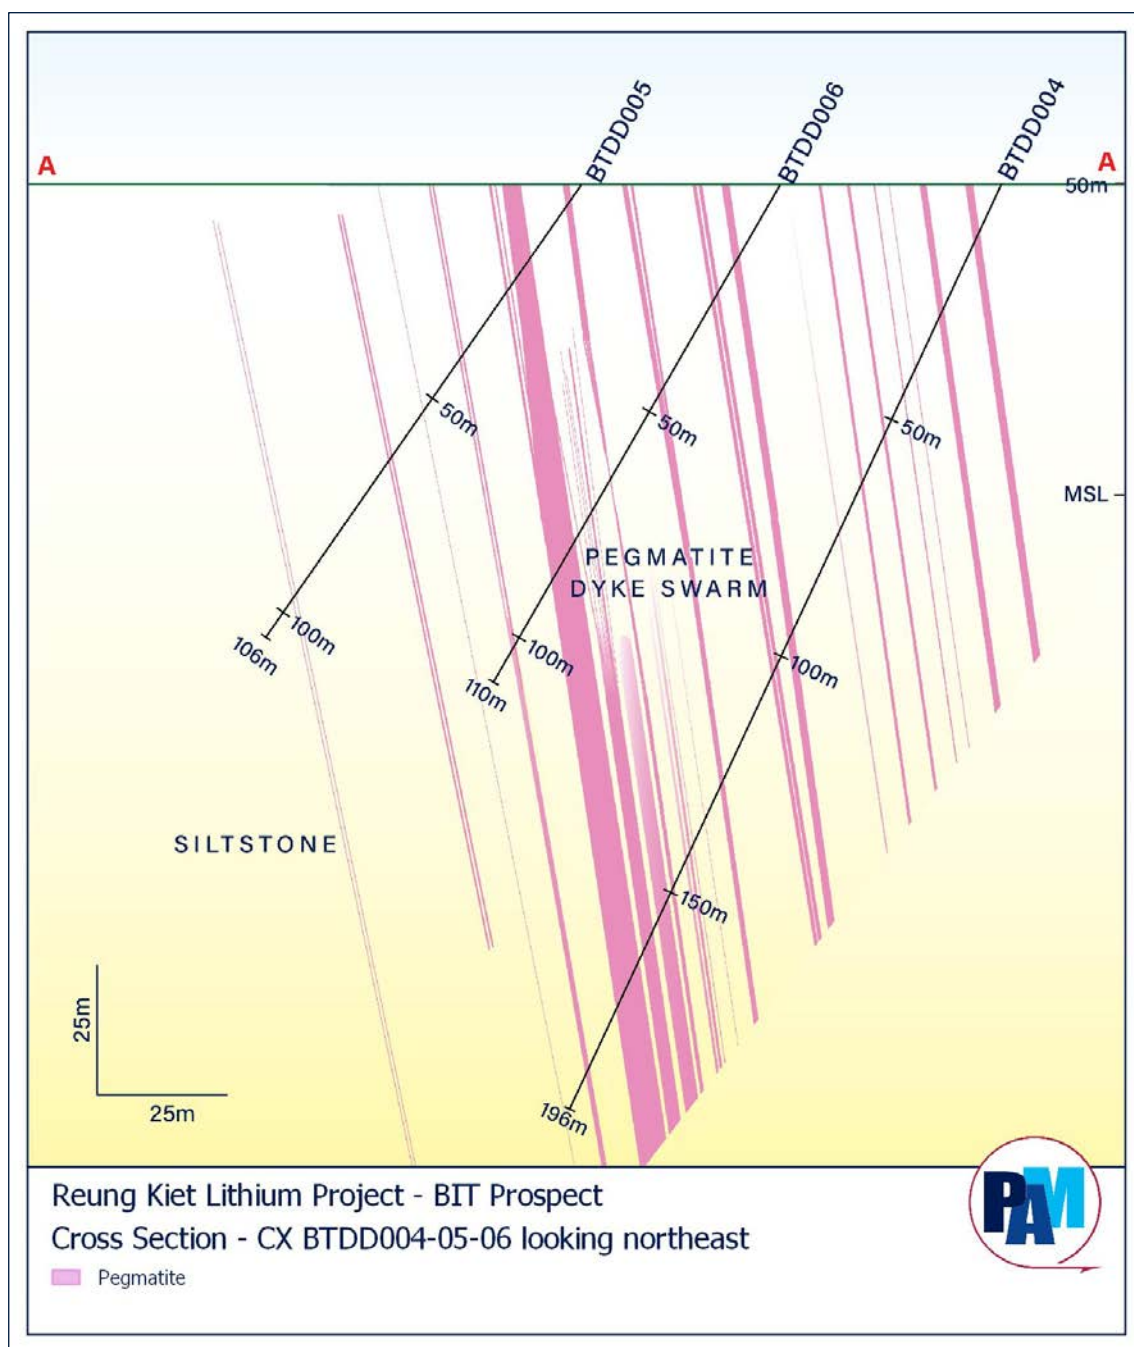 BTDD005
BTDD006
BTDD004
A
A
50m
50m
50m
50m
MSL
PEGMATITE
DYKE SWARM
100m
106m
100m
110m
100m
SILTSTONE
150m
25m
25m
196m
Reung Kiet Lithium Project - BIT Prospect
Cross Section - CX BTDD004-05-06 looking northeast
Pegmatite
PAM